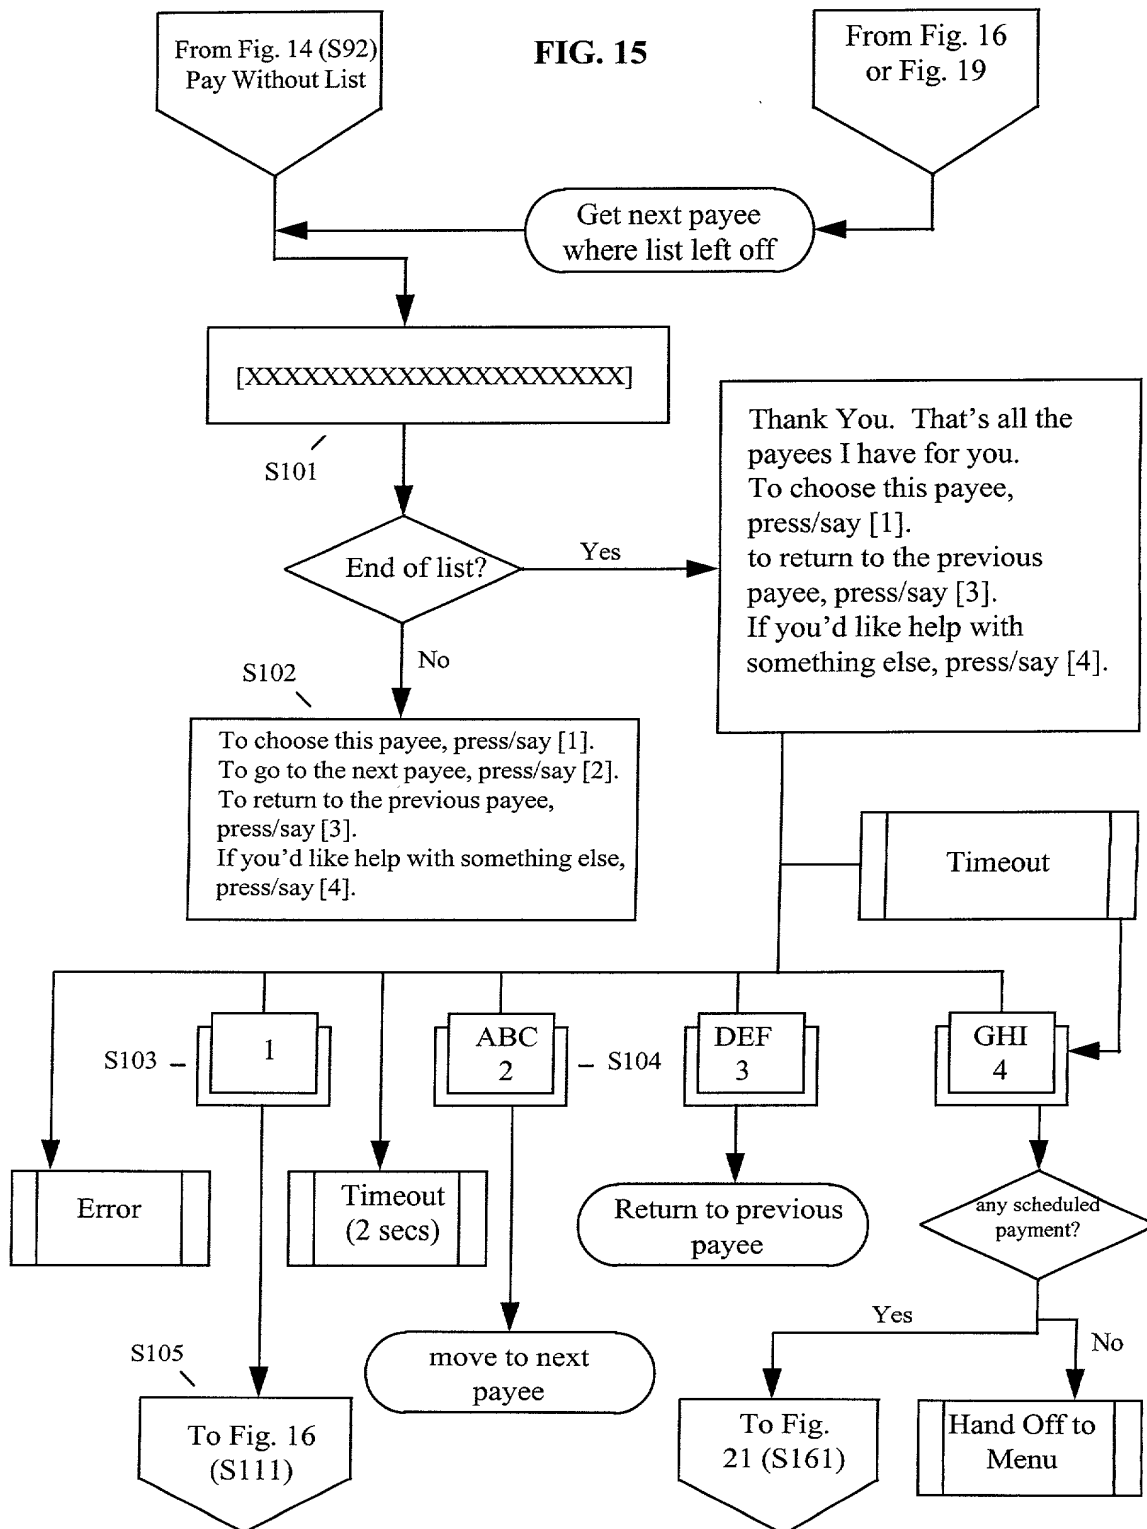 From Fig. 14 (S92)
Pay Without List
FIG. 15
From Fig. 16
or Fig. 19
Get next payee
where list left off
[XXXXXXXXXXXXXXXXXXXX]
S101
End of list?
Yes
No
Thank You. That's all the
payees I have for you.
To choose this payee,
press/say [1].
to return to the previous
payee, press/say [3].
If you'd like help with
something else, press/say [4].
S102
To choose this payee, press/say [1].
To go to the next payee, press/say [2].
To return to the previous payee,
press/say [3].
If you'd like help with something else,
press/say [4].
Timeout
S103
1
ABC
2
S104
DEF
3
GHI
4
Error
Timeout
(2 secs)
Return to previous
payee
any scheduled
payment?
Yes
No
S105
move to next
payee
To Fig. 16
(S111)
To Fig.
21 (S161)
Hand Off to
Menu